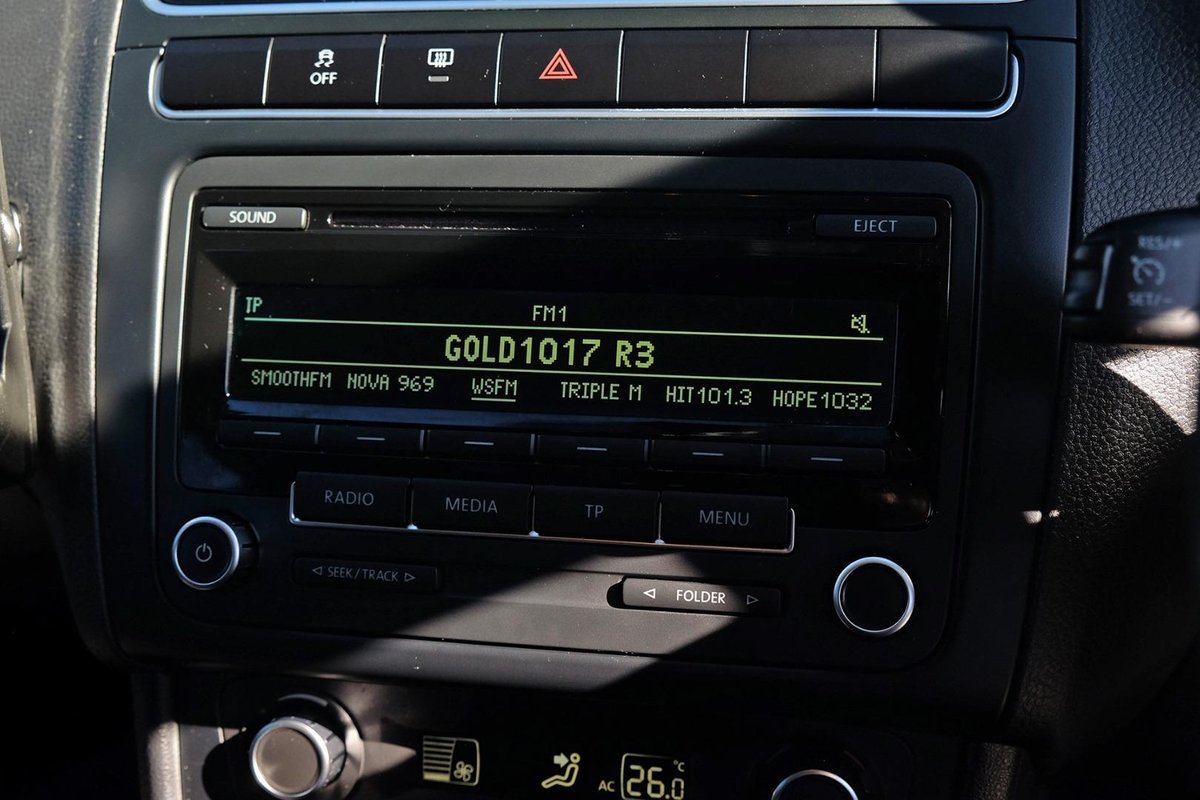 OFF
SOUND
EJECT
TP
FM1
GOLD1017 R3
SMOOTHFM NOVA 969 WSFM TRIPLE M HIT101.3 HOPE1032
RADIO MEDIA TP MENU
SEEK/TRACK
FOLDER
RES/+
SET/-
AC 26.0 °C